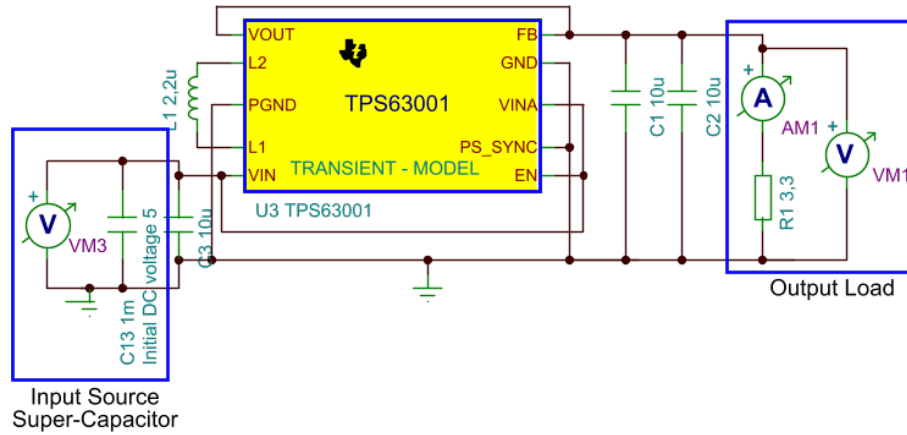 VOUT
FB
L2
GND
L1 2,2u
PGND
TPS63001
VINA
L1
PS_SYNC
VIN
TRANSIENT - MODEL
EN
U3 TPS63001
C1 10u
C2 10u
+
A
AM1
R1 3,3
+
V
VM1
Output Load
+
V
VM3
C13 1m
Initial DC voltage 5
C3 10u
Input Source
Super-Capacitor